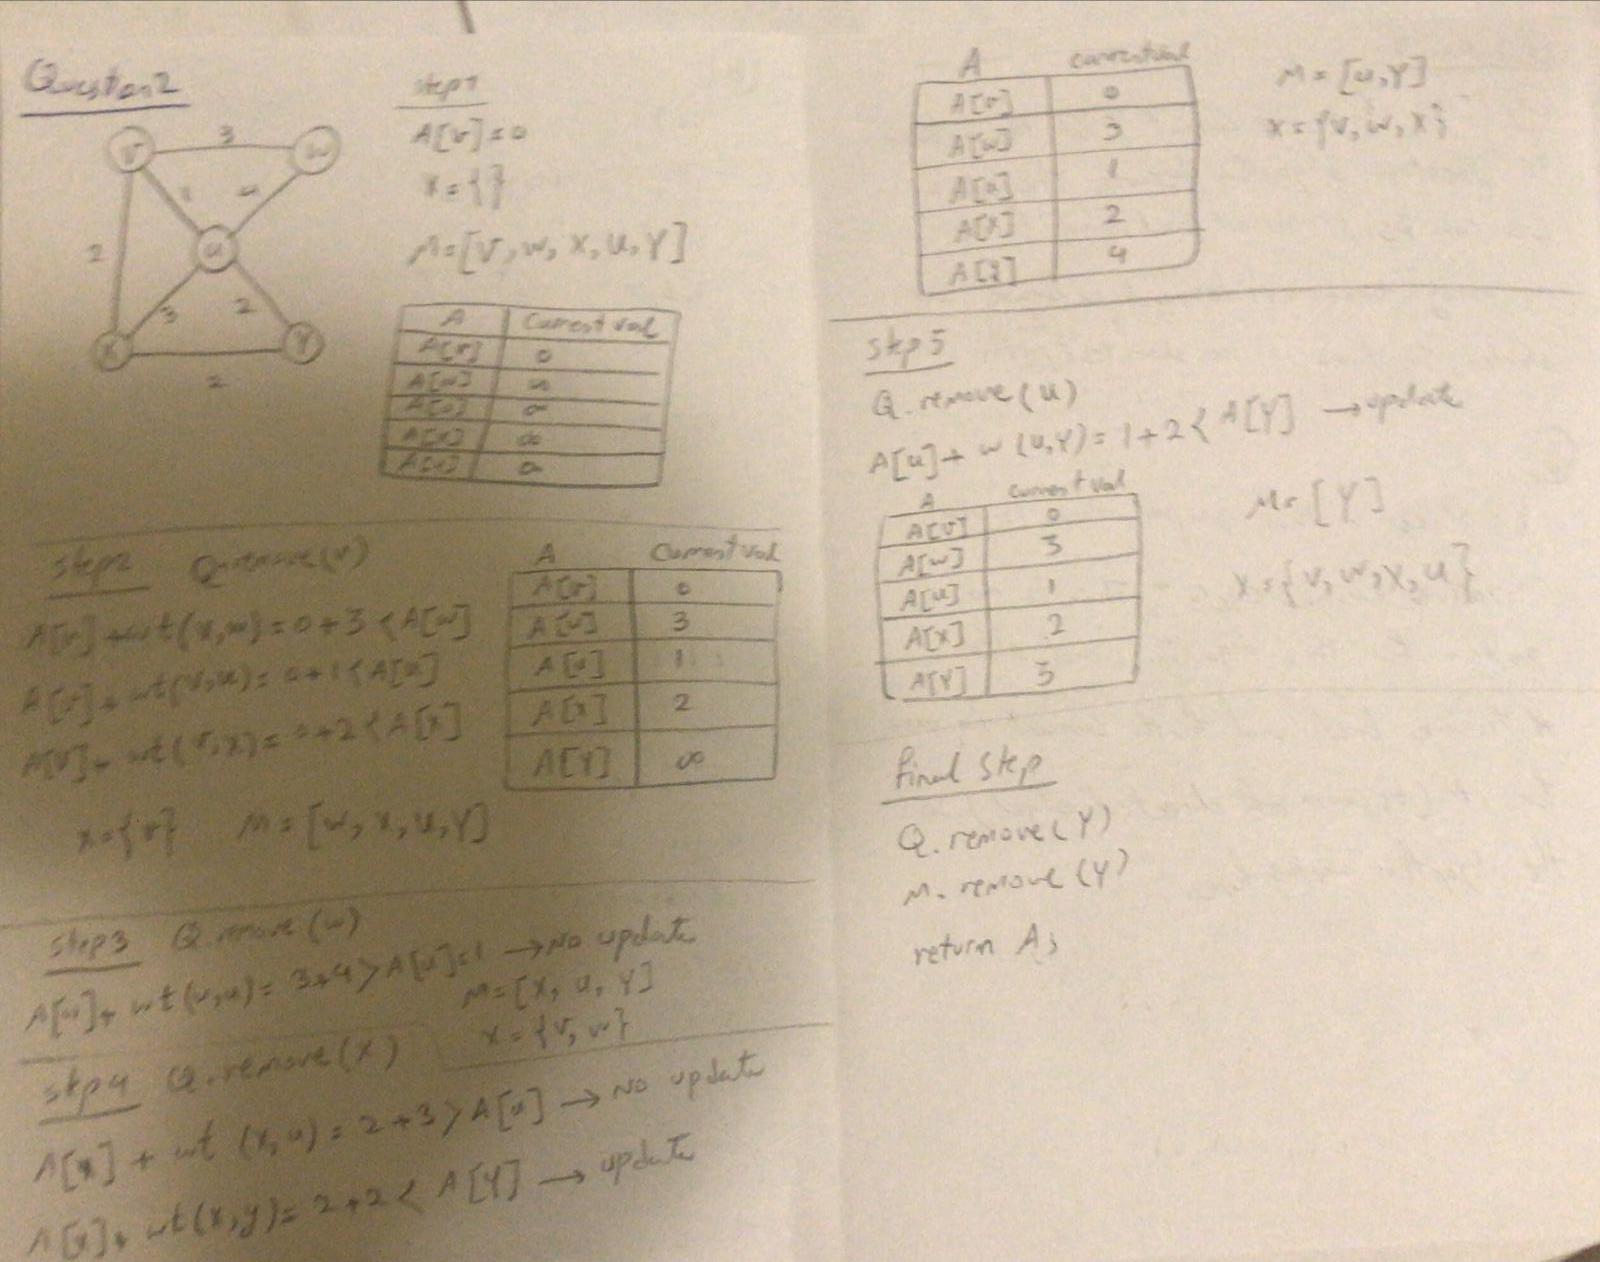 Question2
V 3 W
1 4
2 u
3 2
X Y
2
step1
A[v]=0
X={}
M=[V,W,X,U,Y]
A Current val
A[v] 0
A[w] ∞
A[u] ∞
A[x] ∞
∞
step2 Q.remove(v)
A[v]+wt(v,w)=0+3<A[w]
A[v]+wt(v,u)=0+1<A[u]
A[v]+wt(v,x)=0+2<A[x]
A Current val
A[v] 0
3
A[u] 1
A[x] 2
A[Y] ∞
X={v} M=[w,x,u,Y]
step3 Q.remove(w)
A[w]+wt(w,u)=3+4>A[u]=1→No update
M=[X,U,Y]
X={V,W}
step4 Q.remove(X)
A[x]+wt(x,u)=2+3>A[u]→No update
A[x]+wt(x,y)=2+2<A[Y]→update
A current val
A[v] 0
A[w] 3
A[u] 1
A[X] 2
A[Y] 4
M=[u,Y]
X={v,w,x}
step5
Q.remove(u)
A[u]+w(u,Y)=1+2<A[Y]→update
A current val
A[v] 0
A[w] 3
A[u] 1
A[X] 2
A[Y] 3
M=[Y]
X={v,w,x,u}
final step
Q.remove(Y)
M.remove(Y)
return A;